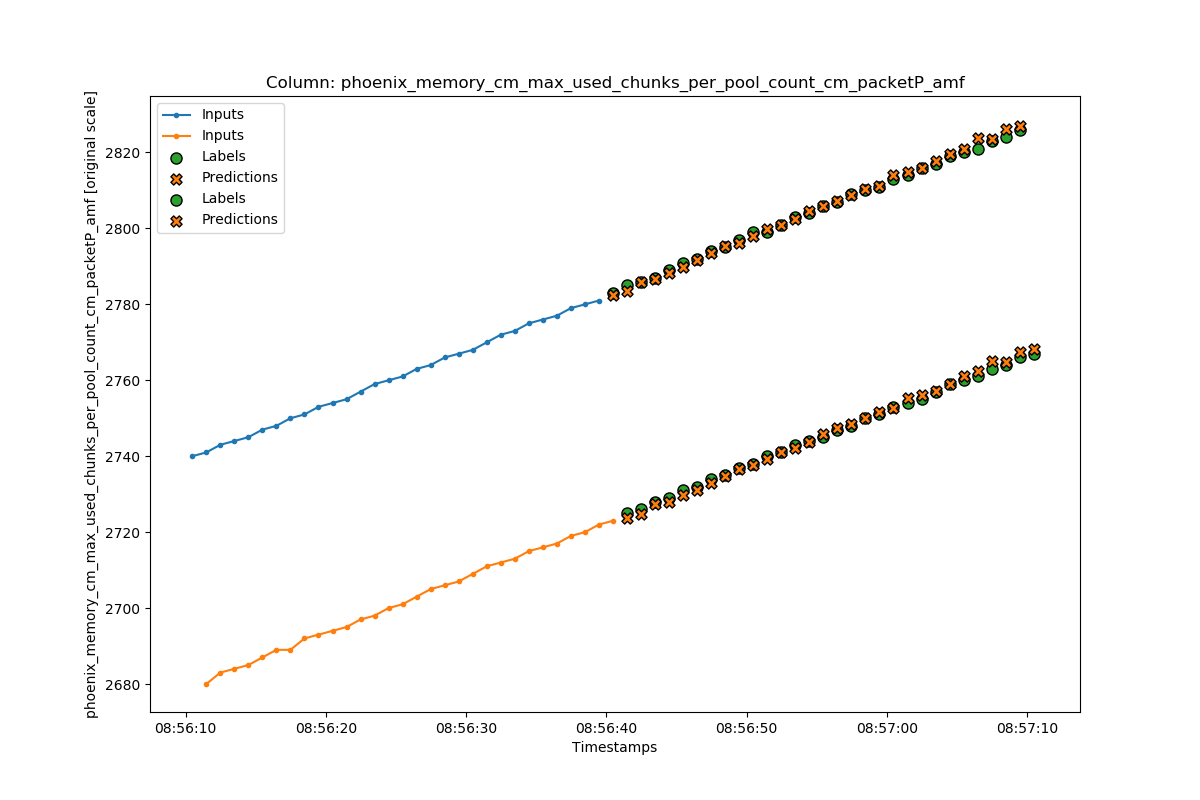 Column: phoenix_memory_cm_max_used_chunks_per_pool_count_cm_packetP_amf
phoenix_memory_cm_max_used_chunks_per_pool_count_cm_packetP_amf [original scale]
Inputs
Inputs
Labels
Predictions
Labels
Predictions
2820
2800
2780
2760
2740
2720
2700
2680
08:56:10 08:56:20 08:56:30 08:56:40 08:56:50 08:57:00 08:57:10
Timestamps